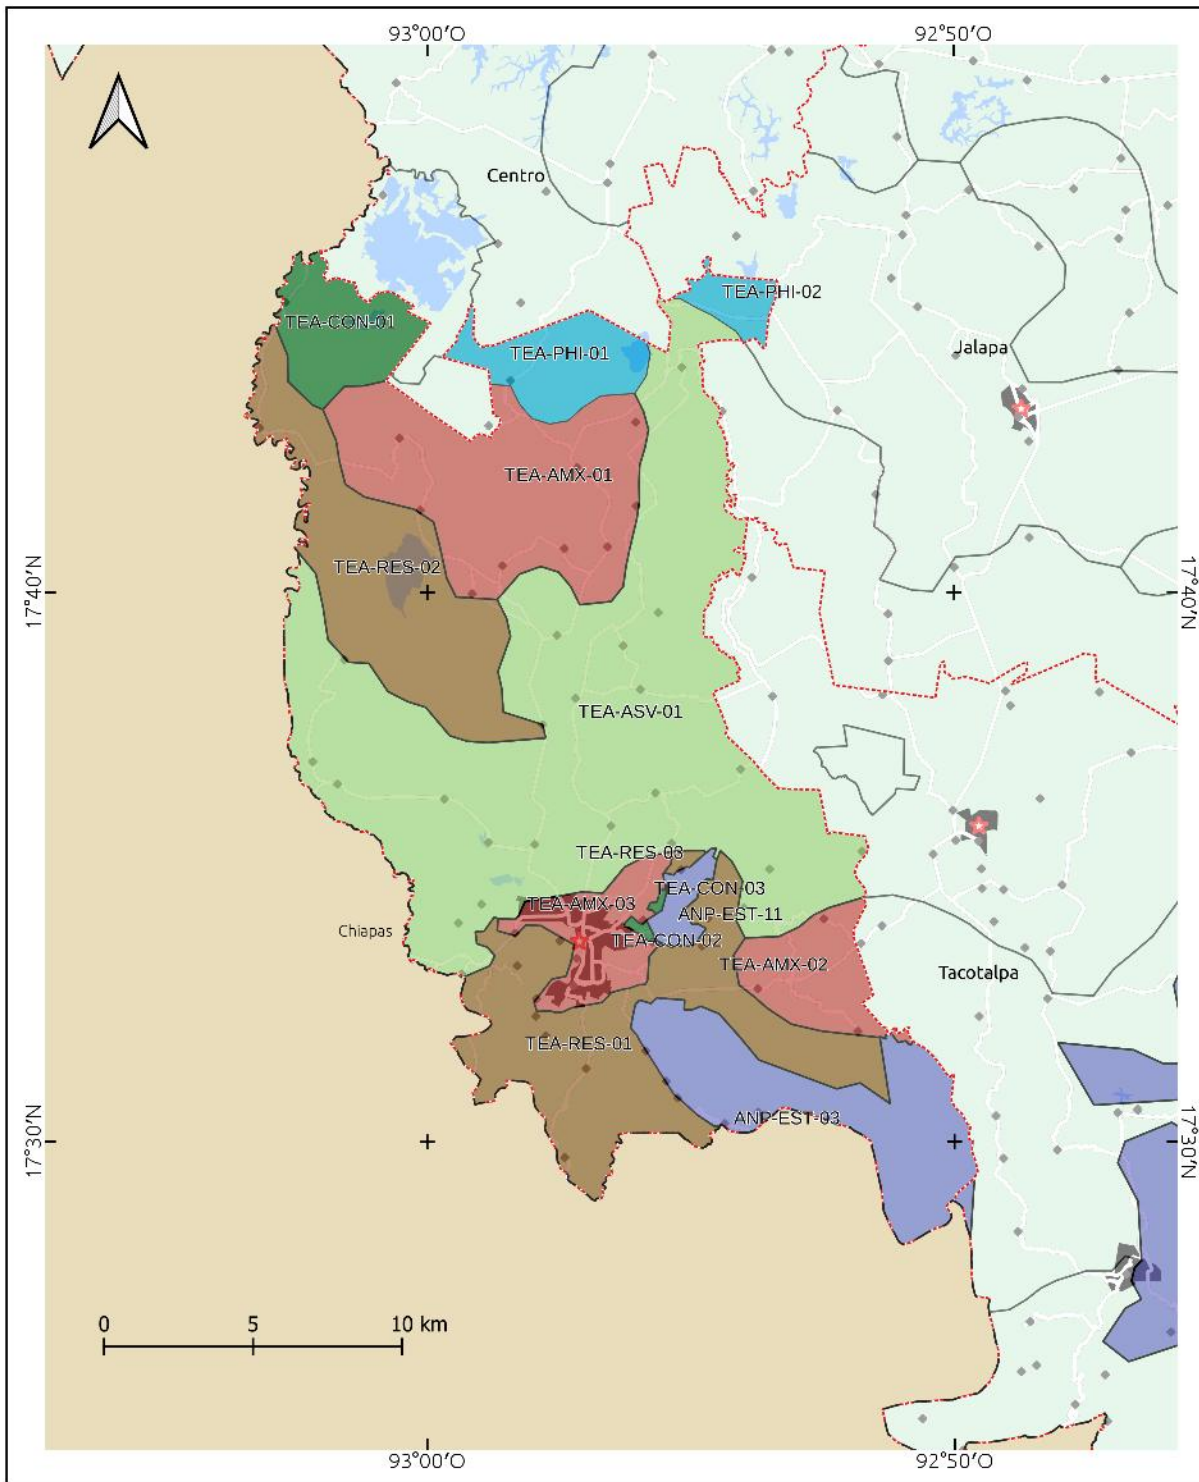 93°00′O
92°50′O
Centro
TEA-PHI-02
TEA-CON-01
TEA-PHI-01
Jalapa
TEA-AMX-01
TEA-RES-02
17°40′N
17°40′N
TEA-ASV-01
TEA-RES-03
TEA-CON-03
TEA-AMX-03
ANP-EST-11
Chiapas
TEA-CON-02
TEA-AMX-02
Tacotalpa
TEA-RES-01
ANP-EST-03
17°30′N
17°30′N
0
5
10 km
93°00′O
92°50′O